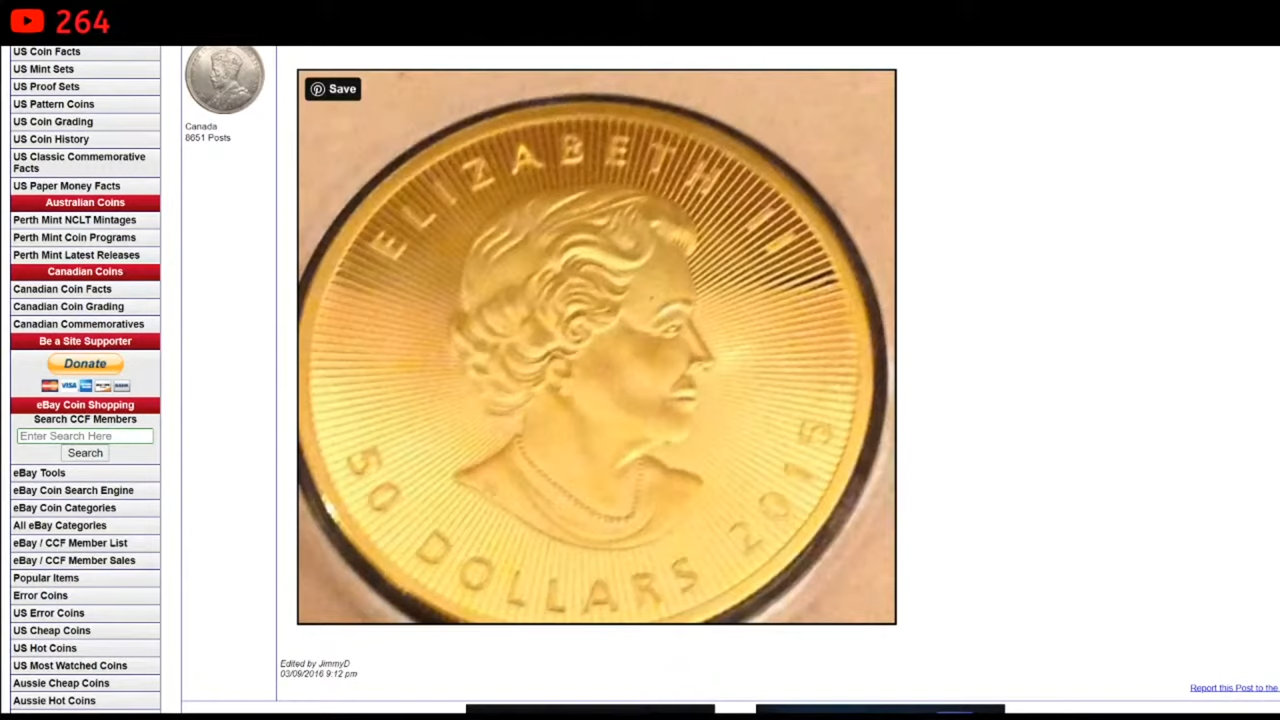 264
US Coin Facts
US Mint Sets
US Proof Sets
US Pattern Coins
US Coin Grading
US Coin History
US Classic Commemorative
Facts
US Paper Money Facts
Australian Coins
Perth Mint NCLT Mintages
Perth Mint Coin Programs
Perth Mint Latest Releases
Canadian Coins
Canadian Coin Facts
Canadian Coin Grading
Canadian Commemoratives
Be a Site Supporter
Donate
VISA
eBay Coin Shopping
Search CCF Members
Enter Search Here
Search
eBay Tools
eBay Coin Search Engine
eBay Coin Categories
All eBay Categories
eBay / CCF Member List
eBay / CCF Member Sales
Popular Items
Error Coins
US Error Coins
US Cheap Coins
US Hot Coins
US Most Watched Coins
Aussie Cheap Coins
Aussie Hot Coins
Canada
8651 Posts
Save
ELIZABETH II
50 DOLLARS 2015
Edited by JimmyD
03/09/2016 9:12 pm
Report this Post to the